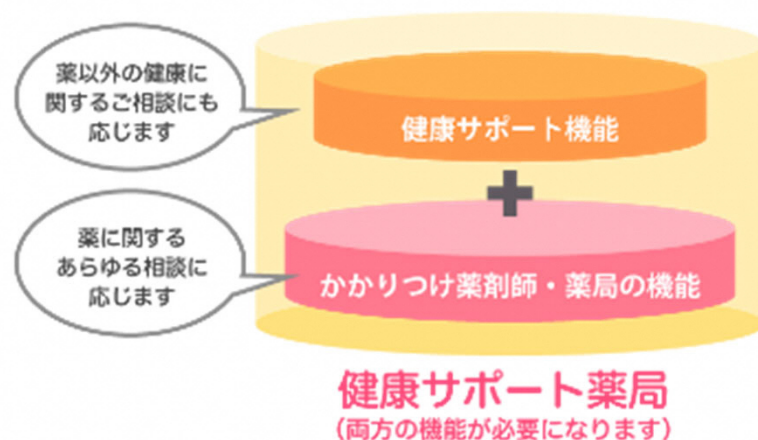 薬以外の健康に
関するご相談にも
応じます
健康サポート機能
薬に関する
あらゆる相談に
応じます
かかりつけ薬剤師・薬局の機能
健康サポート薬局
(両方の機能が必要になります)